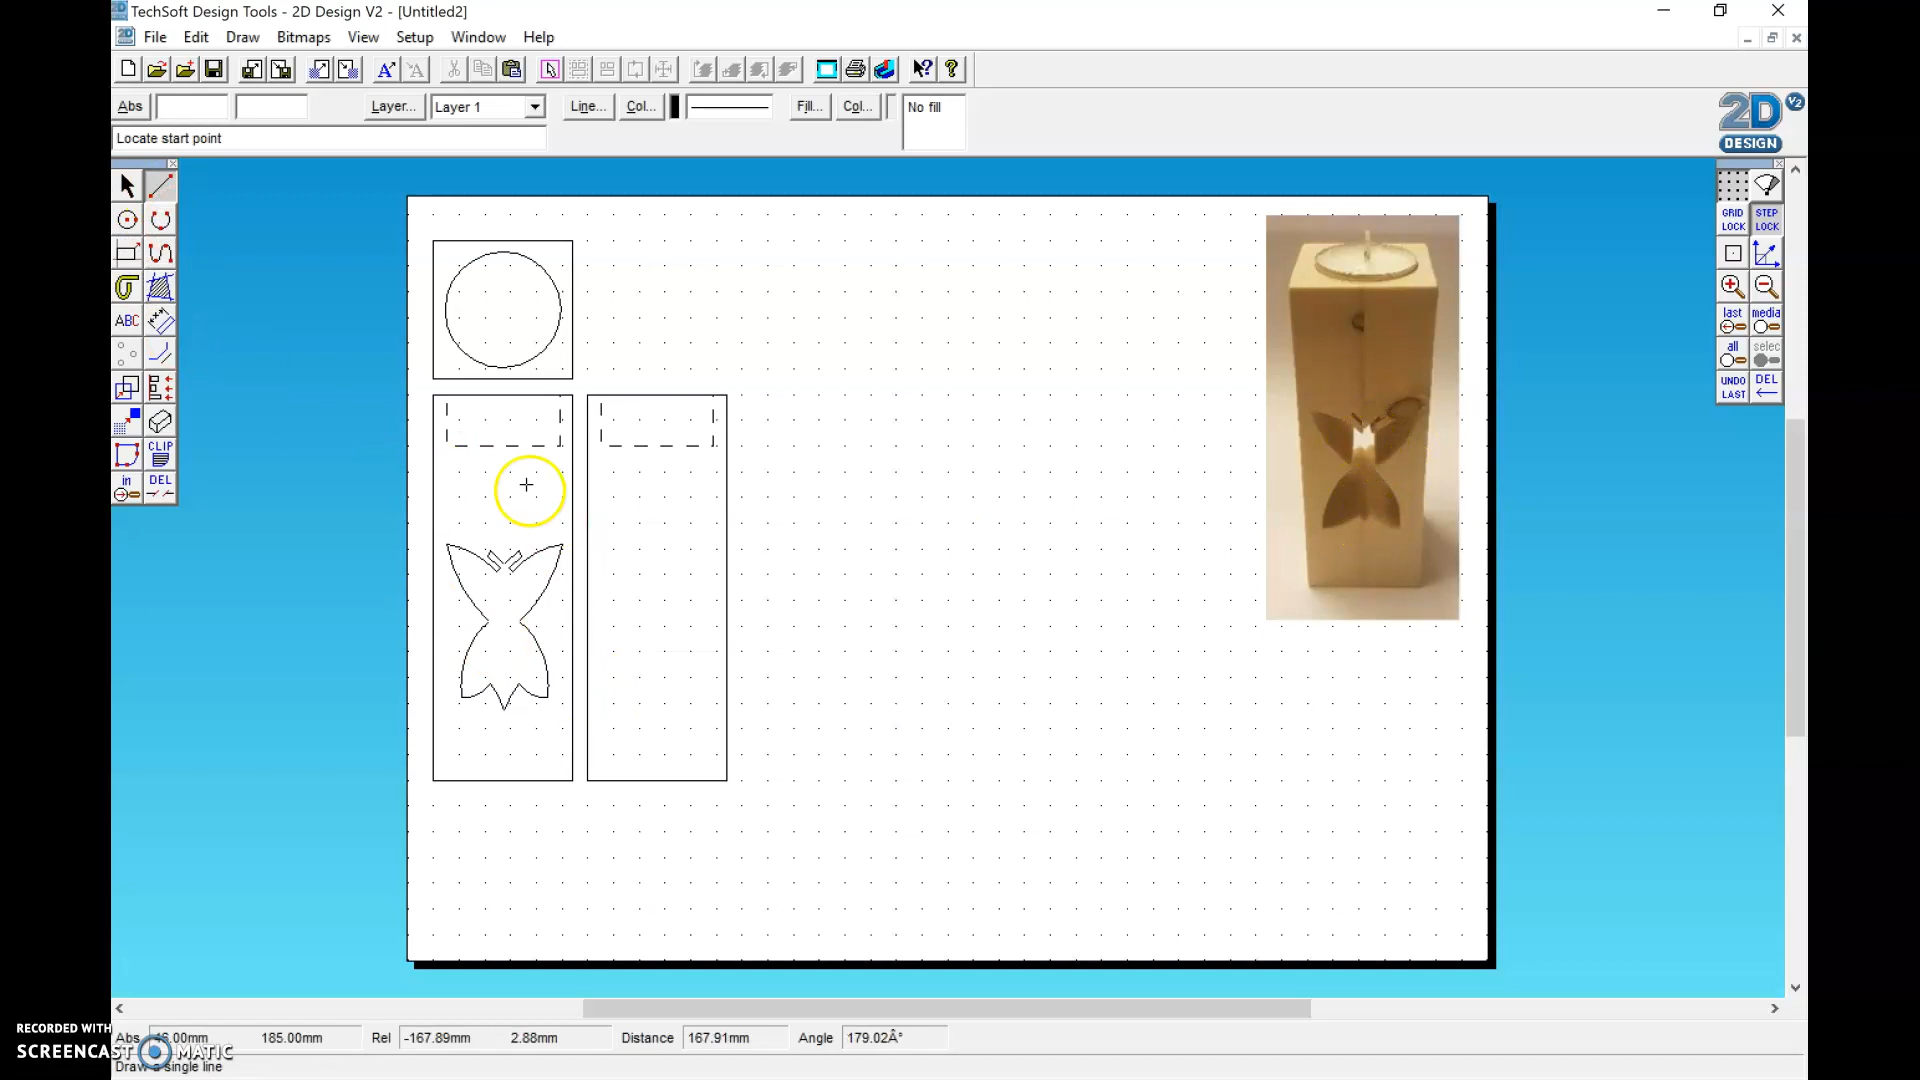 TechSoft Design Tools - 2D Design V2 - [Untitled2]
File Edit Draw Bitmaps View Setup Window Help
Abs Layer... Layer 1 Line... Col... Fill... Col... No fill
Locate start point
2D V2
DESIGN
GRID LOCK STEP LOCK
ABC
last media
all selec
CLIP
UNDO LAST DEL
in DEL
RECORDED WITH
SCREENCAST MATIC
Abs 46.00mm 185.00mm Rel -167.89mm 2.88mm Distance 167.91mm Angle 179.02Â°
Draw a single line